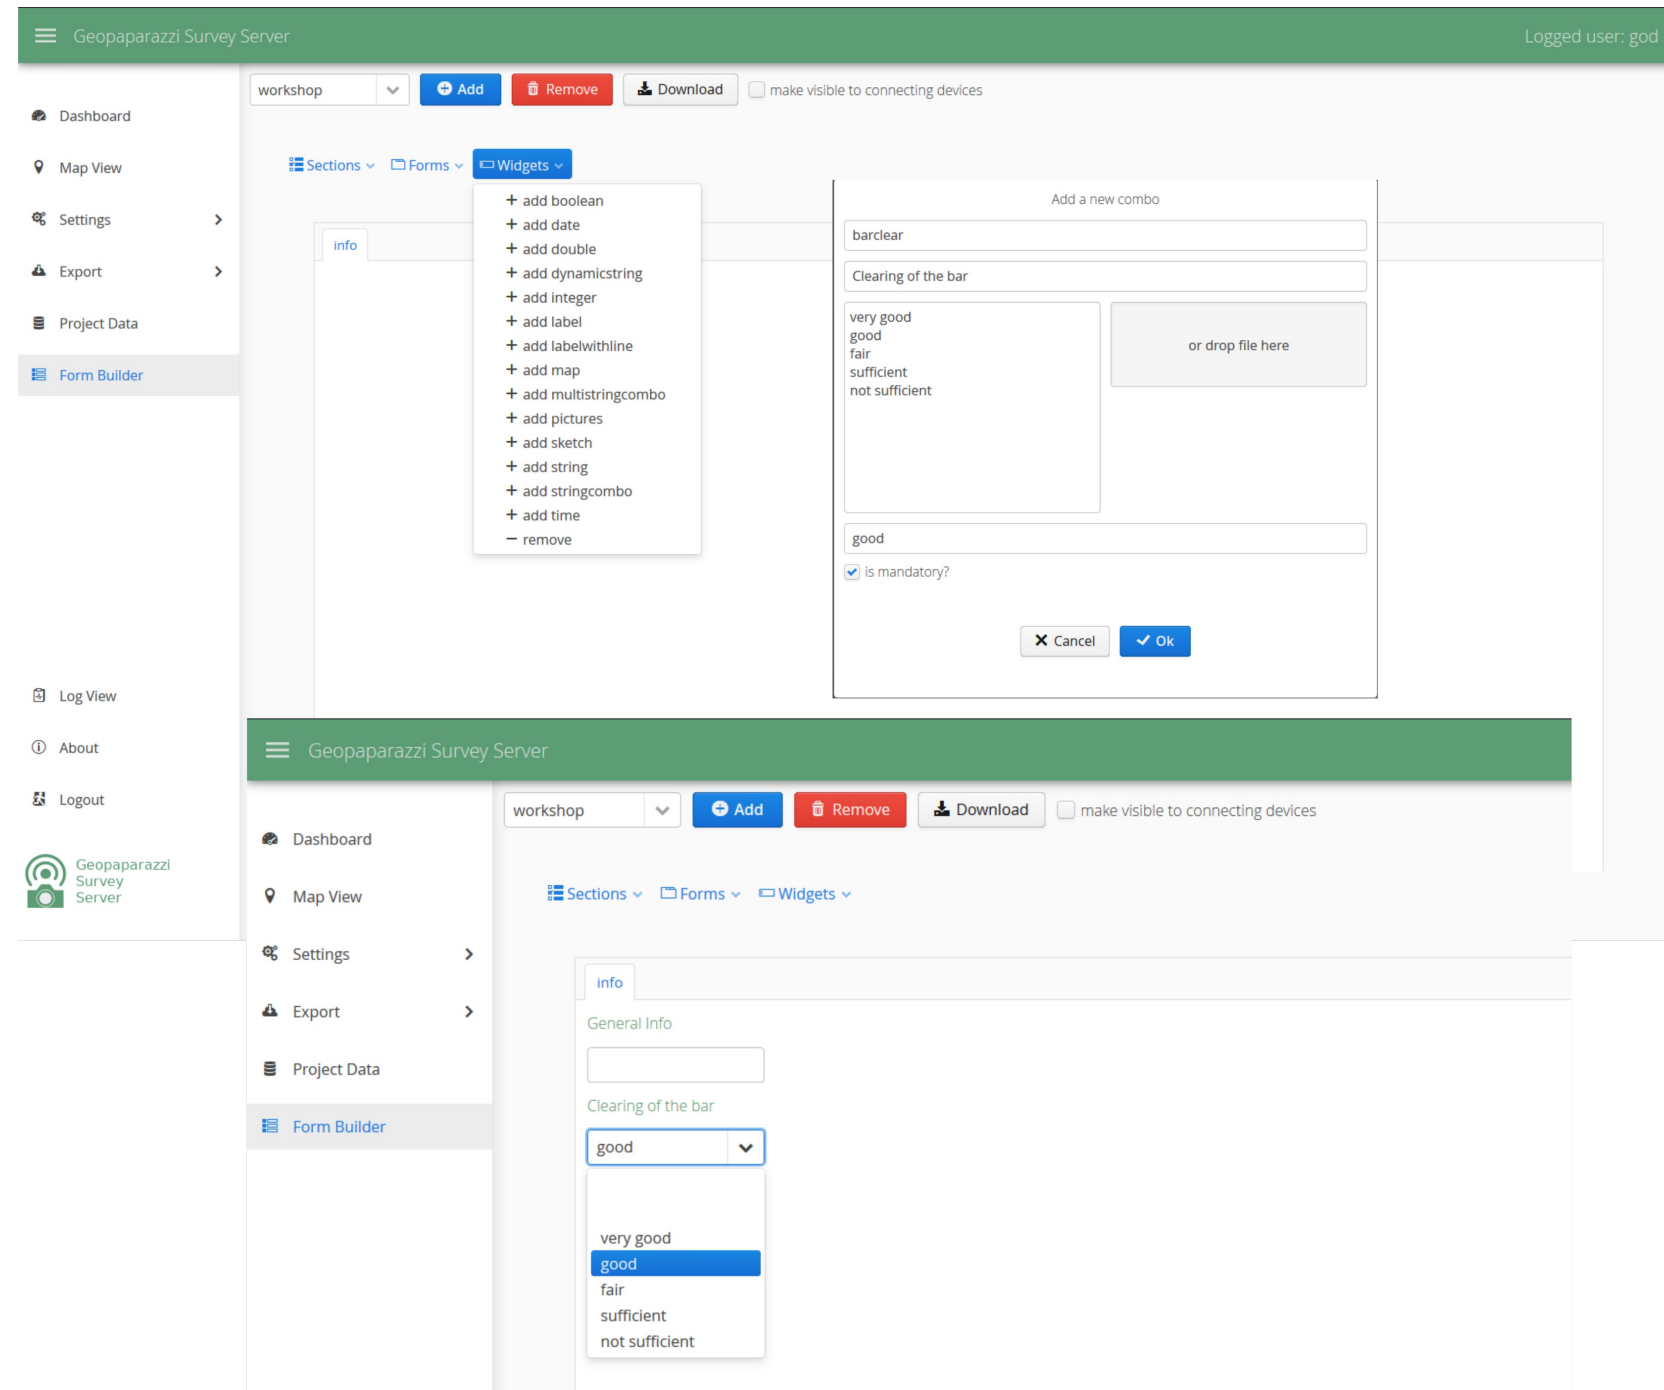 Geopaparazzi Survey Server
Logged user: god
workshop
Add
Remove
Download
make visible to connecting devices
Dashboard
Map View
Settings
Export
Project Data
Form Builder
Log View
About
Logout
Geopaparazzi
Survey
Server
Sections
Forms
Widgets
info
+ add boolean
+ add date
+ add double
+ add dynamicstring
+ add integer
+ add label
+ add labelwithline
+ add map
+ add multistringcombo
+ add pictures
+ add sketch
+ add string
+ add stringcombo
+ add time
− remove
Add a new combo
barclear
Clearing of the bar
very good
good
fair
sufficient
not sufficient
or drop file here
good
is mandatory?
Cancel
Ok
Geopaparazzi Survey Server
workshop
Add
Remove
Download
make visible to connecting devices
Dashboard
Map View
Settings
Export
Project Data
Form Builder
Sections
Forms
Widgets
info
General Info
Clearing of the bar
good
very good
good
fair
sufficient
not sufficient